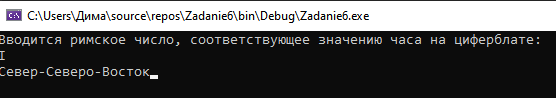 C:\Users\Дима\source\repos\Zadanie6\bin\Debug\Zadanie6.exe
Вводится римское число, соответствующее значению часа на циферблате:
I
Север-Северо-Восток